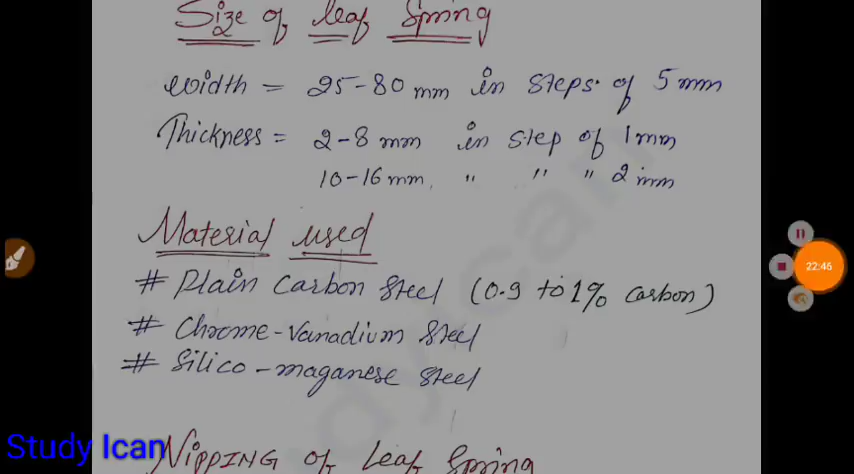 Size of leaf spring
Width = 25-80 mm in steps of 5 mm
Thickness = 2-8 mm in step of 1mm
10-16 mm, " " " 2 mm
Material used
# Plain Carbon Steel (0.9 to 1% Carbon)
# Chrome-Vanadium Steel
# Silico-maganese steel
22:46
Study Ican
Nipping of Leaf Spring